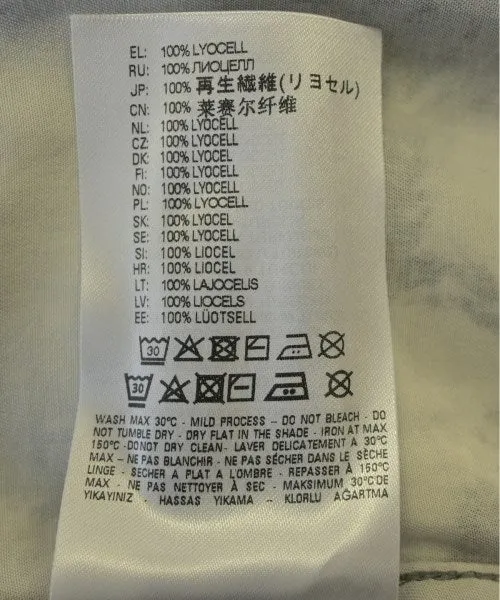 EL: 100% LYOCELL
RU: 100% ЛИОЦЕЛЛ
JP: 100% 再生繊維(リヨセル)
CN: 100% 莱赛尔纤维
NL: 100% LYOCELL
CZ: 100% LYOCELL
DK: 100% LYOCELL
FI: 100% LYOCELL
NO: 100% LYOCELL
PL: 100% LYOCELL
SK: 100% LYOCEL
SE: 100% LYOCELL
SI: 100% LIOCEL
HR: 100% LIOCEL
LT: 100% LAJOCELIS
LV: 100% LIOCELS
EE: 100% LÜOTSELL
30
30
WASH MAX 30°C - MILD PROCESS – DO NOT BLEACH - DO
NOT TUMBLE DRY - DRY FLAT IN THE SHADE - IRON AT MAX
150°C -DO NOT DRY CLEAN - LAVER DELICATEMENT A 30°C
MAX – NE PAS BLANCHIR - NE PAS SÉCHER DANS LE SÈCHE
LINGE - SECHER A PLAT A L'OMBRE - REPASSER À 150°C
MAX - NE PAS NETTOYER À SEC - MAKSIMUM 30°C'DE
YIKAYINIZ - HASSAS YIKAMA – KLORLU AĞARTMA